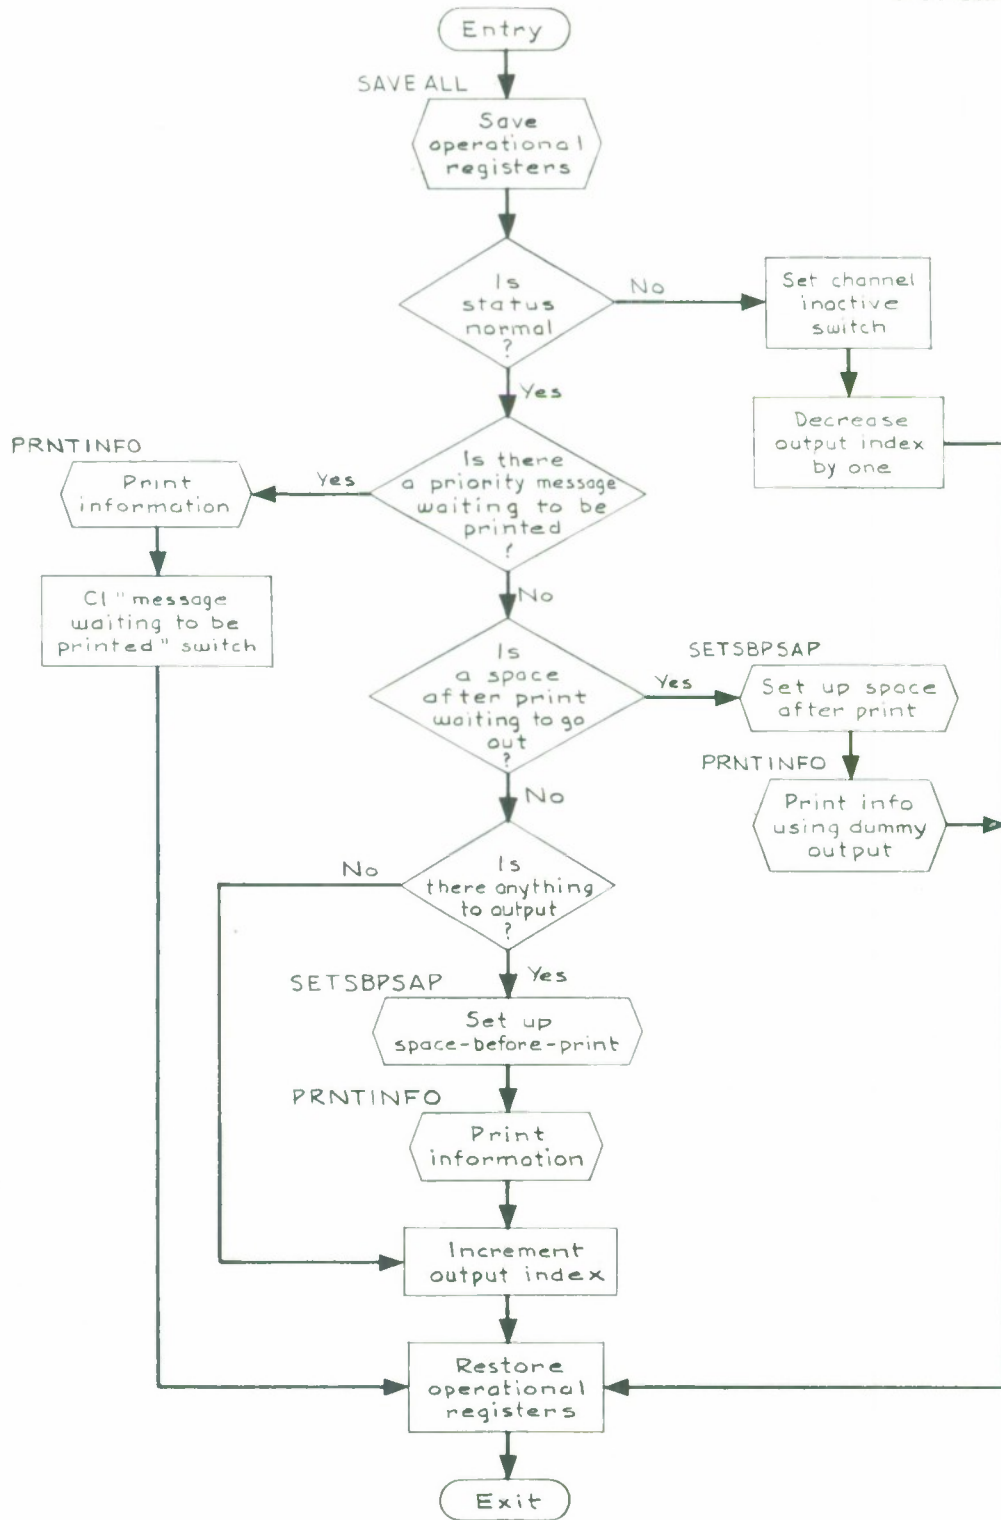 Entry
SAVE ALL
Save
operational
registers
Is
status
normal
?
No
Set channel
inactive
switch
Yes
Decrease
output index
by one
PRNTINFO
Print
information
Yes
Is there
a priority message
waiting to be
printed
?
Cl "message
waiting to be
printed" switch
No
Is
a space
after print
waiting to go
out
?
Yes
SETSBPSAP
Set up space
after print
PRNTINFO
Print info
using dummy
output
No
No
Is
there anything
to output
?
Yes
SETSBPSAP
Set up
space-before-print
PRNTINFO
Print
information
Increment
output index
Restore
operational
registers
Exit